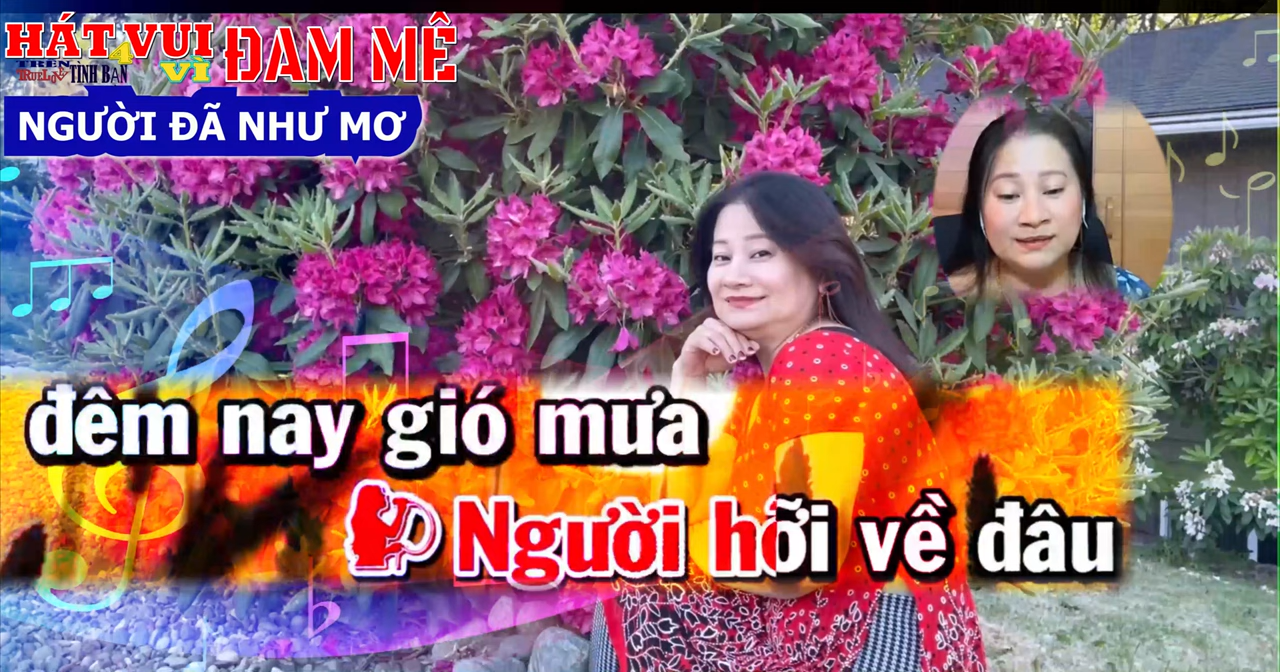 HÁT VUI 4
VÌ ĐAM MÊ
TRÊN
TÌNH BẠN
NGƯỜI ĐÃ NHƯ MƠ
đêm nay gió mưa
Người hỡi về đâu